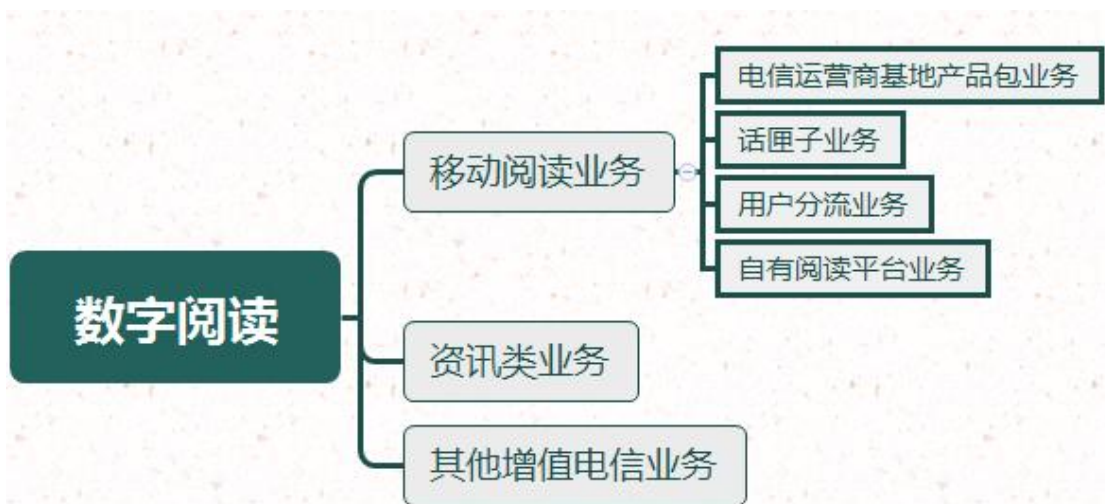 数字阅读
移动阅读业务
电信运营商基地产品包业务
话匣子业务
用户分流业务
自有阅读平台业务
资讯类业务
其他增值电信业务